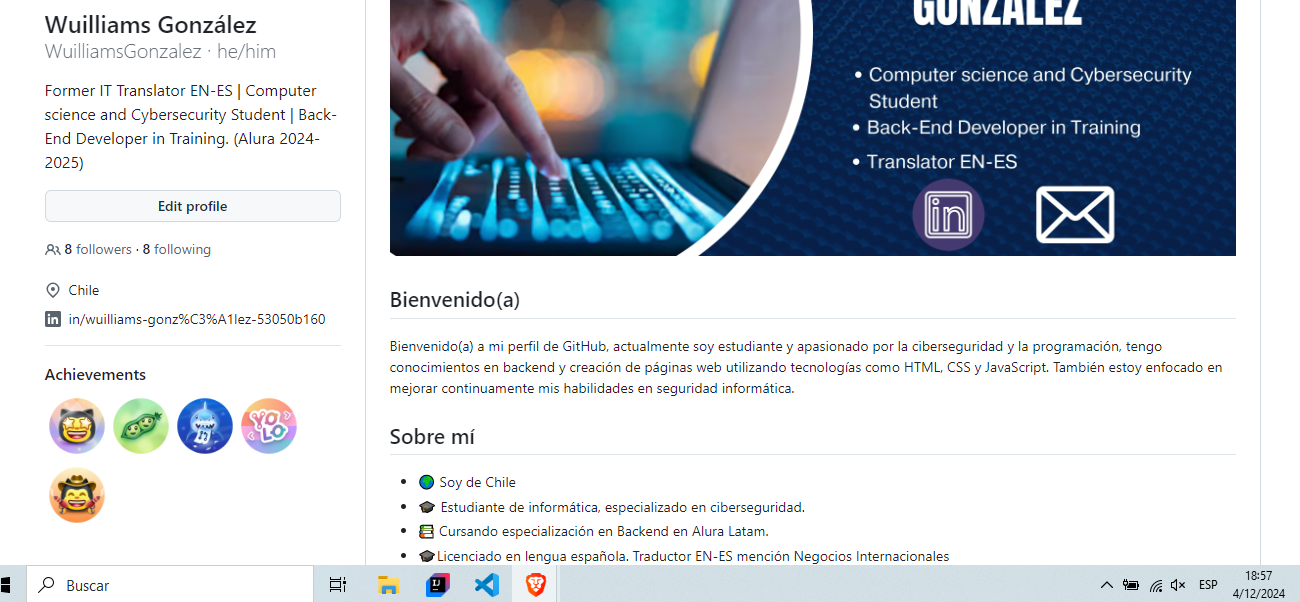 Wuilliams González
WuilliamsGonzalez · he/him
Former IT Translator EN-ES | Computer
science and Cybersecurity Student | Back-
End Developer in Training. (Alura 2024-
2025)
Edit profile
8 followers · 8 following
Chile
in/wuilliams-gonz%C3%A1lez-53050b160
Achievements
YOLO
GONZÁLEZ
• Computer science and Cybersecurity
Student
• Back-End Developer in Training
• Translator EN-ES
in
Bienvenido(a)
Bienvenido(a) a mi perfil de GitHub, actualmente soy estudiante y apasionado por la ciberseguridad y la programación, tengo
conocimientos en backend y creación de páginas web utilizando tecnologías como HTML, CSS y JavaScript. También estoy enfocado en
mejorar continuamente mis habilidades en seguridad informática.
Sobre mí
• 🌍 Soy de Chile
• 🎓 Estudiante de informática, especializado en ciberseguridad.
• 📚 Cursando especialización en Backend en Alura Latam.
• 🎓Licenciado en lengua española. Traductor EN-ES mención Negocios Internacionales
Buscar
ESP
18:57
4/12/2024